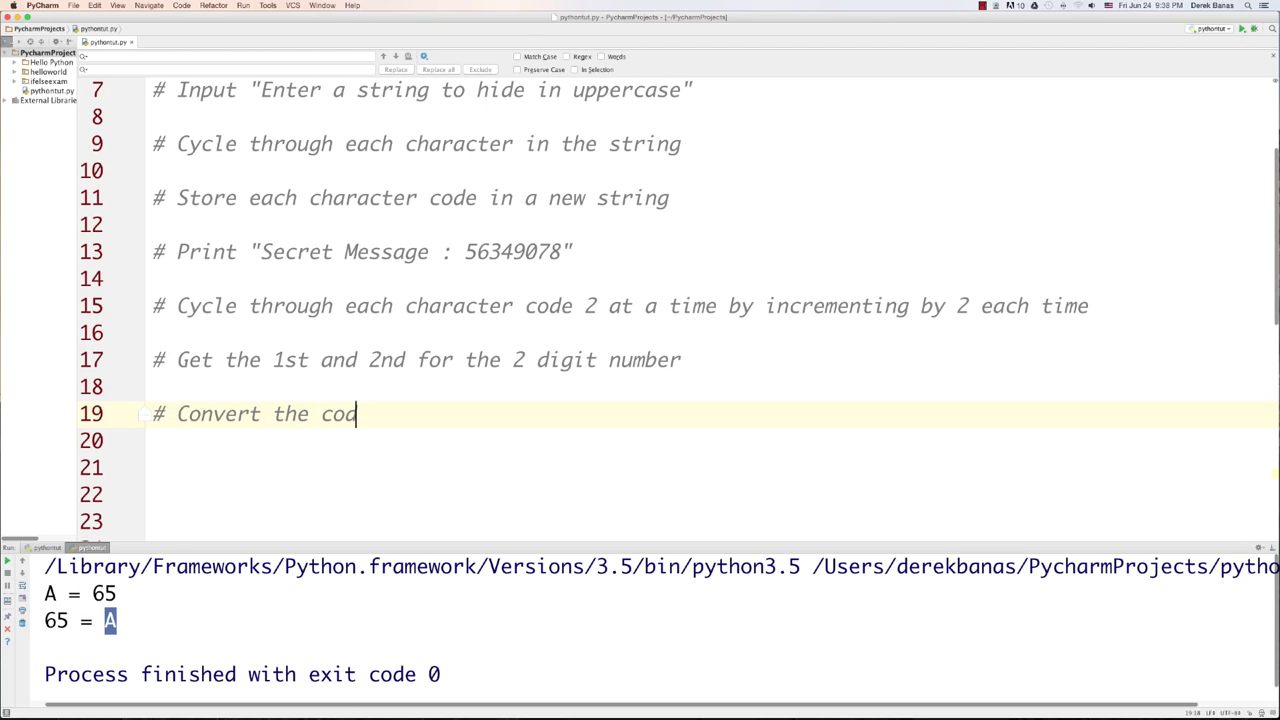 PyCharm File Edit View Navigate Code Refactor Run Tools VCS Window Help Fri Jun 24 9:38 PM Derek Banas
pythontut.py - PycharmProjects - [~/PycharmProjects]
PycharmProjects pythontut.py pythontut
pythontut.py
PycharmProject
Hello Python
helloworld
ifelseexam
pythontut.py
External Librarie
Match Case Regex Words
Replace Replace all Exclude Preserve Case In Selection
7 # Input "Enter a string to hide in uppercase"
8
9 # Cycle through each character in the string
10
11 # Store each character code in a new string
12
13 # Print "Secret Message : 56349078"
14
15 # Cycle through each character code 2 at a time by incrementing by 2 each time
16
17 # Get the 1st and 2nd for the 2 digit number
18
19 # Convert the cod
20
21
22
23
Run: pythontut pythontut
/Library/Frameworks/Python.framework/Versions/3.5/bin/python3.5 /Users/derekbanas/PycharmProjects/pytho
A = 65
65 = A
Process finished with exit code 0
19:18 LF UTF-8